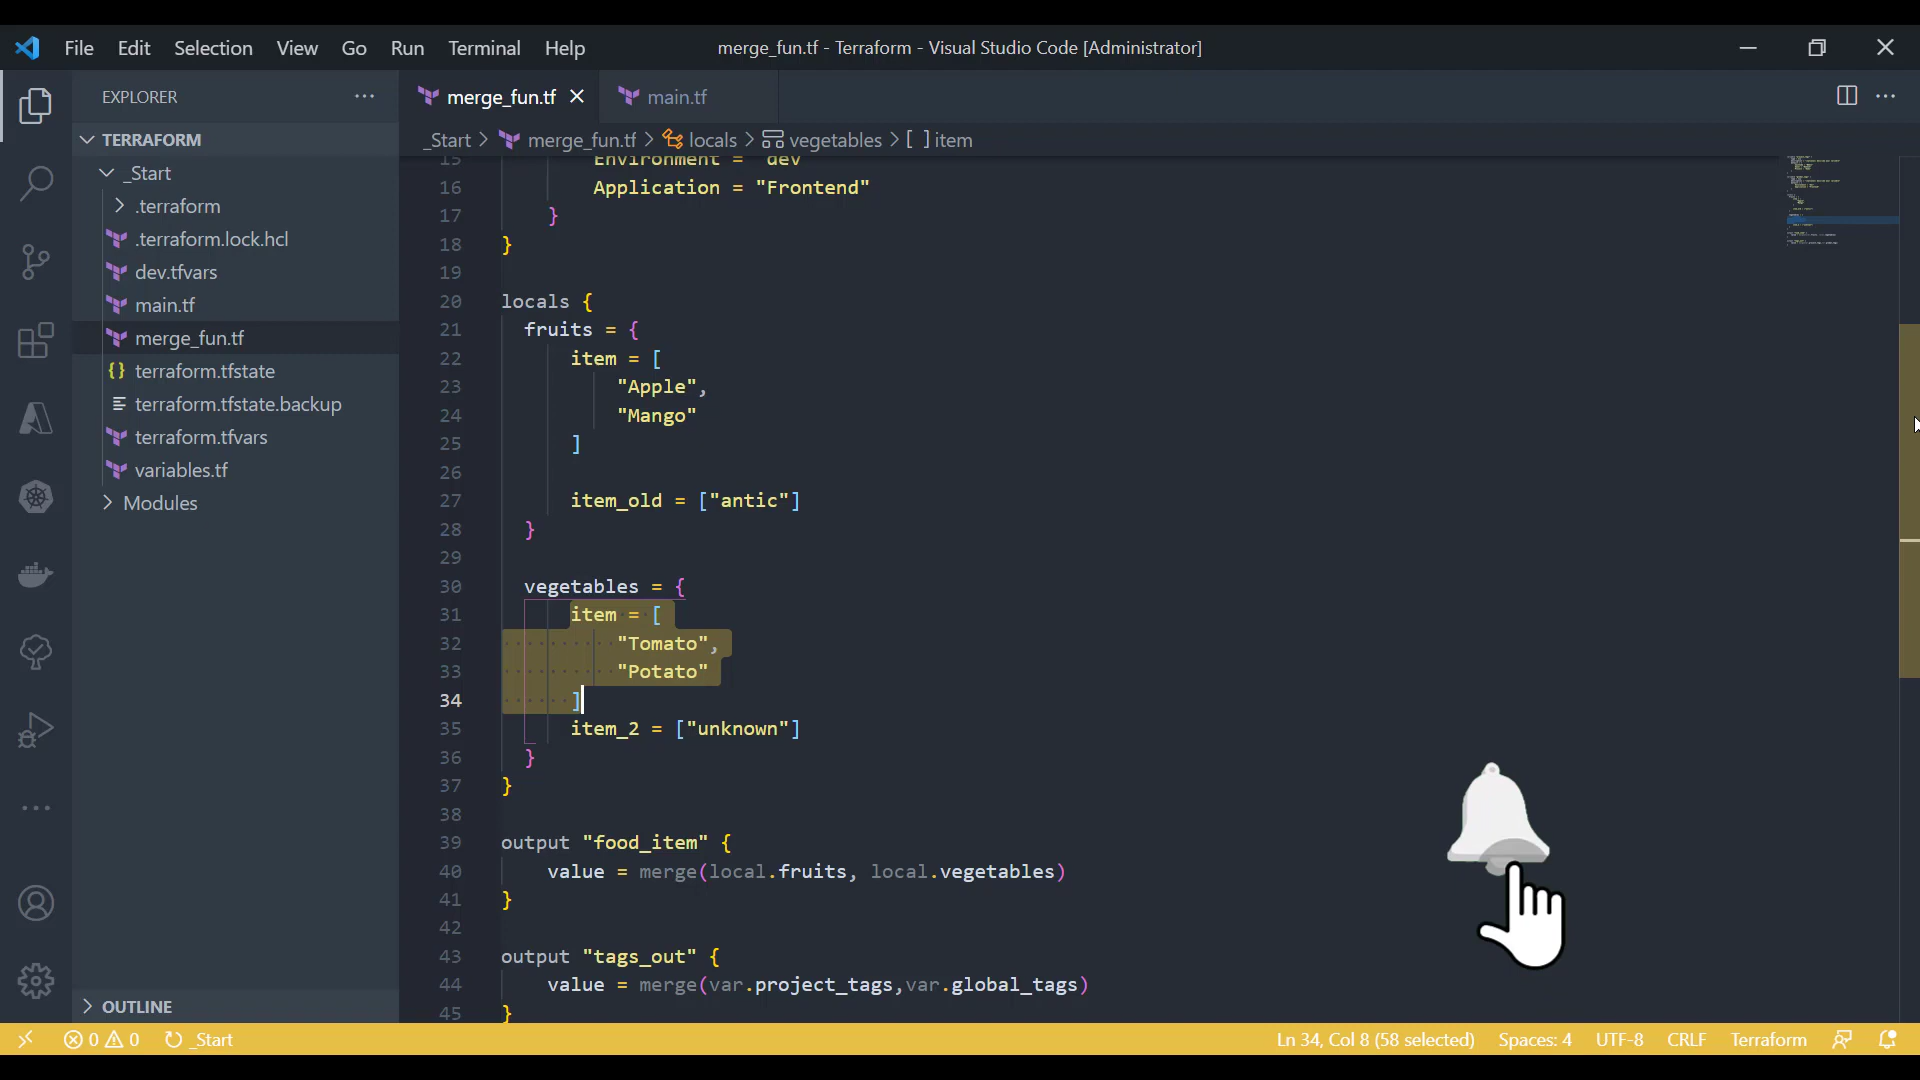 File Edit Selection View Go Run Terminal Help
merge_fun.tf - Terraform - Visual Studio Code [Administrator]
EXPLORER
TERRAFORM
_Start
.terraform
.terraform.lock.hcl
dev.tfvars
main.tf
merge_fun.tf
terraform.tfstate
terraform.tfstate.backup
terraform.tfvars
variables.tf
Modules
OUTLINE
merge_fun.tf
main.tf
_Start > merge_fun.tf > locals > vegetables > [ ] item
15 Environment = "dev"
16 Application = "Frontend"
17 }
18 }
19
20 locals {
21 fruits = {
22 item = [
23 "Apple",
24 "Mango"
25 ]
26
27 item_old = ["antic"]
28 }
29
30 vegetables = {
31 item = [
32 "Tomato",
33 "Potato"
34 ]
35 item_2 = ["unknown"]
36 }
37 }
38
39 output "food_item" {
40 value = merge(local.fruits, local.vegetables)
41 }
42
43 output "tags_out" {
44 value = merge(var.project_tags,var.global_tags)
45 }
0 0 _Start
Ln 34, Col 8 (58 selected) Spaces: 4 UTF-8 CRLF Terraform